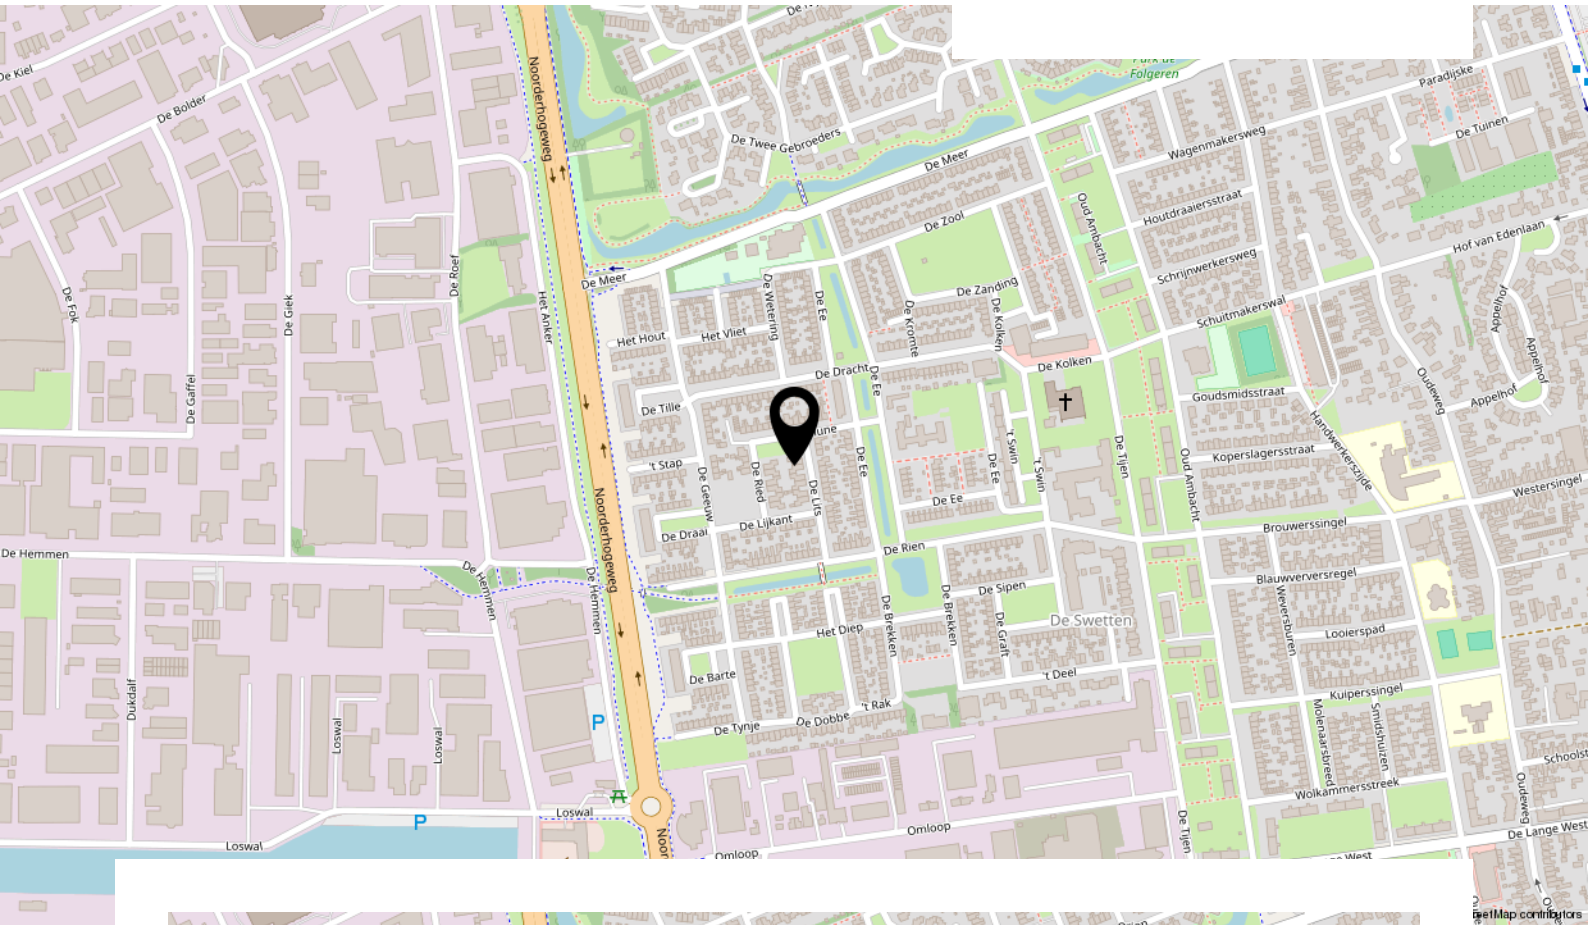 De Kiel
De Bolder
Noorderhogeweg
De Twee Gebroeders
De Meer
Park de
Folgeren
Paradijske
De Tuinen
Wagenmakersweg
Houtdraaiersstraat
Hof van Edenlaan
Schrijnwerkersweg
Schuitmakerswal
Oud Ambacht
De Zool
De Zanding
De Kromte
De Kolken
De Kolken
De Fok
De Giek
De Roef
Het Anker
De Meer
De Wetering
De Ee
Het Hout
Het Vliet
De Dracht
De Ee
De Gaffel
De Tille
't Stap
De Geeuw
De Ried
De Lits
De Ee
De Ee
De Ee
't Swin
't Swin
De Tijen
Oud Ambacht
Goudsmidsstraat
Koperslagersstraat
Handwerkerszijde
Oudeweg
Appelhof
Appelhof
Appelhof
Westersingel
Brouwerssingel
Noorderhogeweg
De Draai
De Lijkant
De Rien
De Hemmen
De Hemmen
De Hemmen
De Sipen
De Brekken
De Brekken
De Graft
De Swetten
Blauwverversregel
Weversburen
Looierspad
Het Diep
De Barte
't Deel
't Rak
De Dobbe
De Tynje
Kuiperssingel
Molenaarsbreed
Smidshuizen
Dukdalf
Loswal
Loswal
P
Wolkammersstreek
Schoolst
Oudeweg
De Tijen
Loswal
P
Loswal
Omloop
Omloop
Noor
De Lange West
West
reetMap contributors